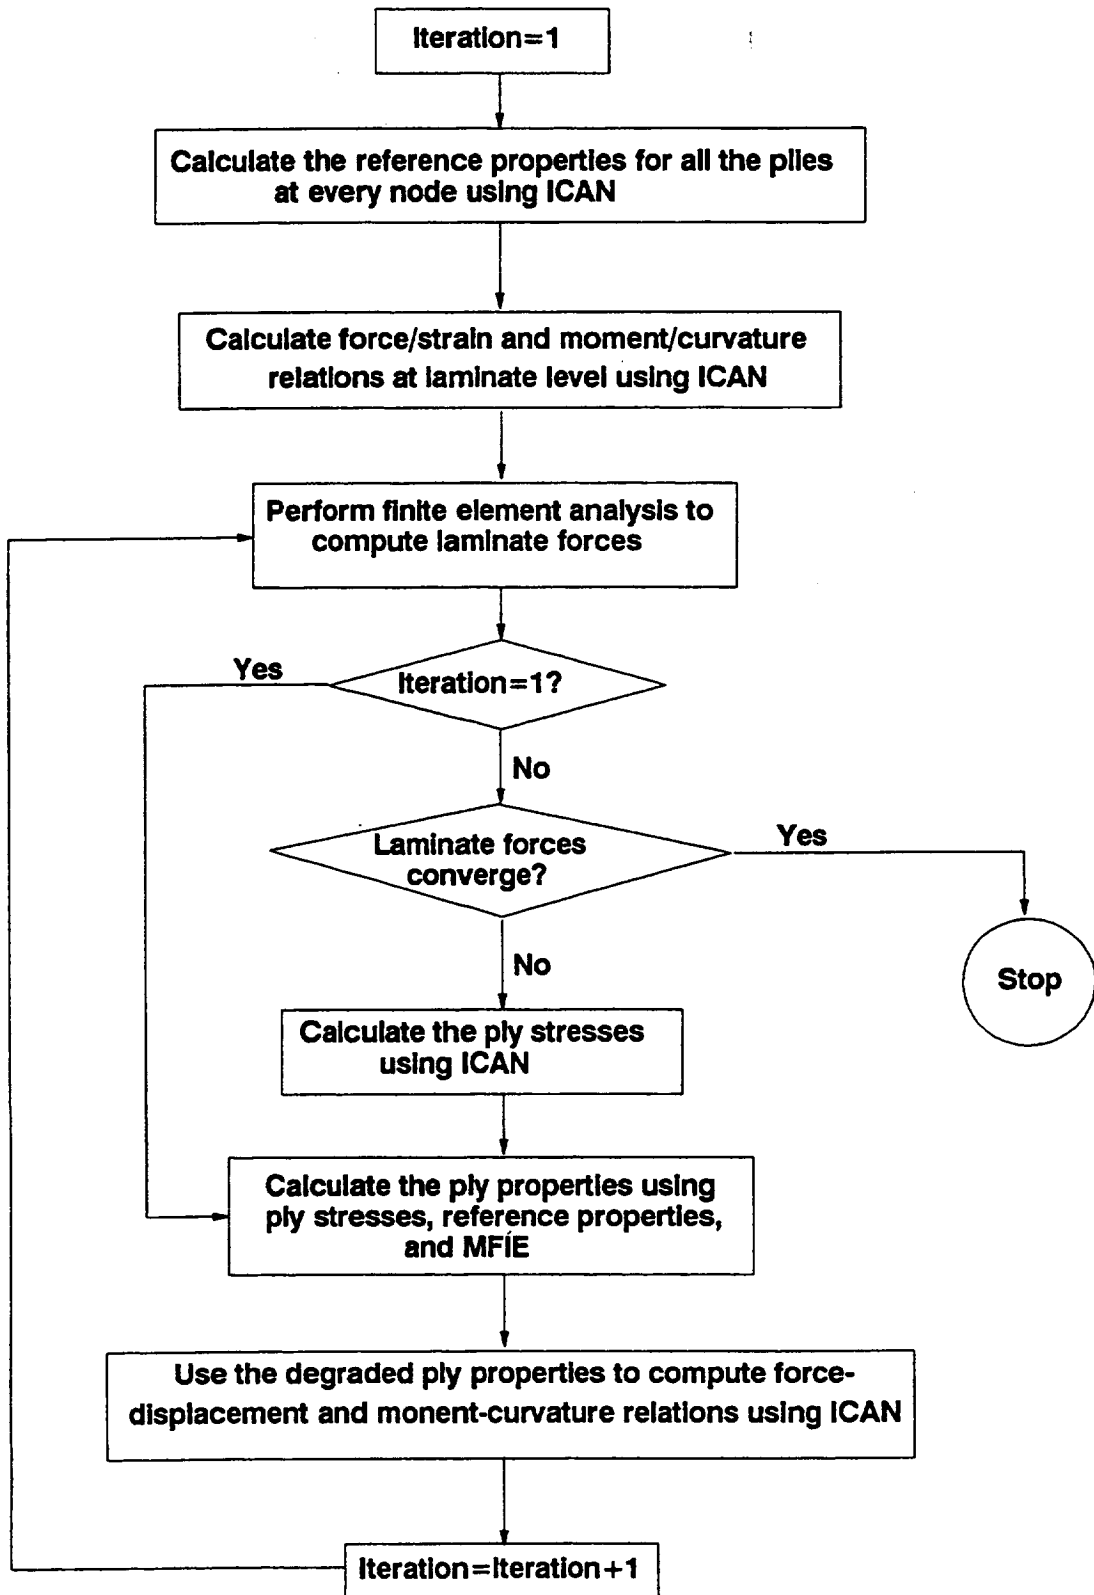 Iteration=1
Calculate the reference properties for all the plies
at every node using ICAN
Calculate force/strain and moment/curvature
relations at laminate level using ICAN
Perform finite element analysis to
compute laminate forces
Yes
Iteration=1?
No
Laminate forces
converge?
Yes
No
Stop
Calculate the ply stresses
using ICAN
Calculate the ply properties using
ply stresses, reference properties,
and MFIE
Use the degraded ply properties to compute force-
displacement and monent-curvature relations using ICAN
Iteration=Iteration+1